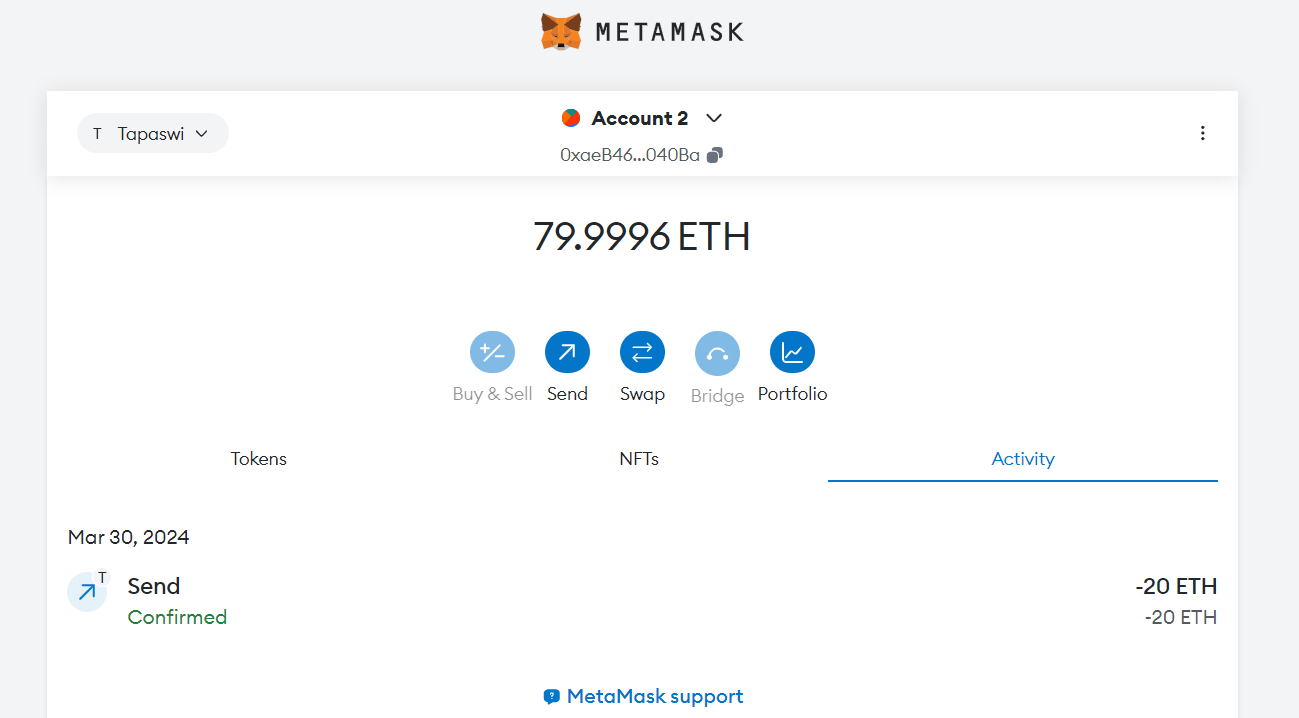 METAMASK
T Tapaswi
Account 2
0xaeB46...040Ba
79.9996 ETH
Buy & Sell Send Swap Bridge Portfolio
Tokens NFTs Activity
Mar 30, 2024
T
Send -20 ETH
Confirmed -20 ETH
MetaMask support